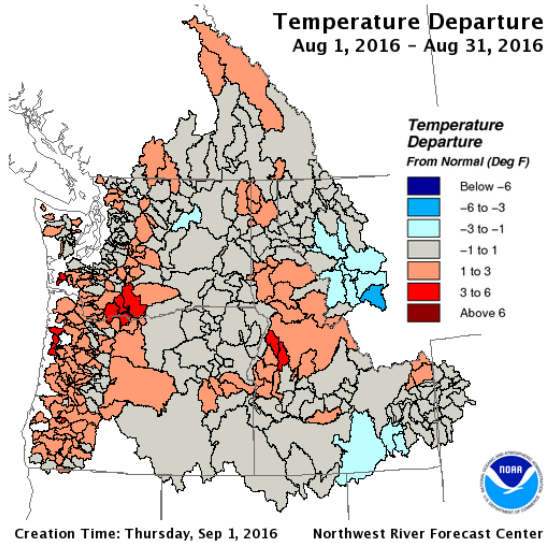 Temperature Departure
Aug 1, 2016 - Aug 31, 2016
Temperature
Departure
From Normal (Deg F)
Below -6
-6 to -3
-3 to -1
-1 to 1
1 to 3
3 to 6
Above 6
NOAA
Creation Time: Thursday, Sep 1, 2016
Northwest River Forecast Center